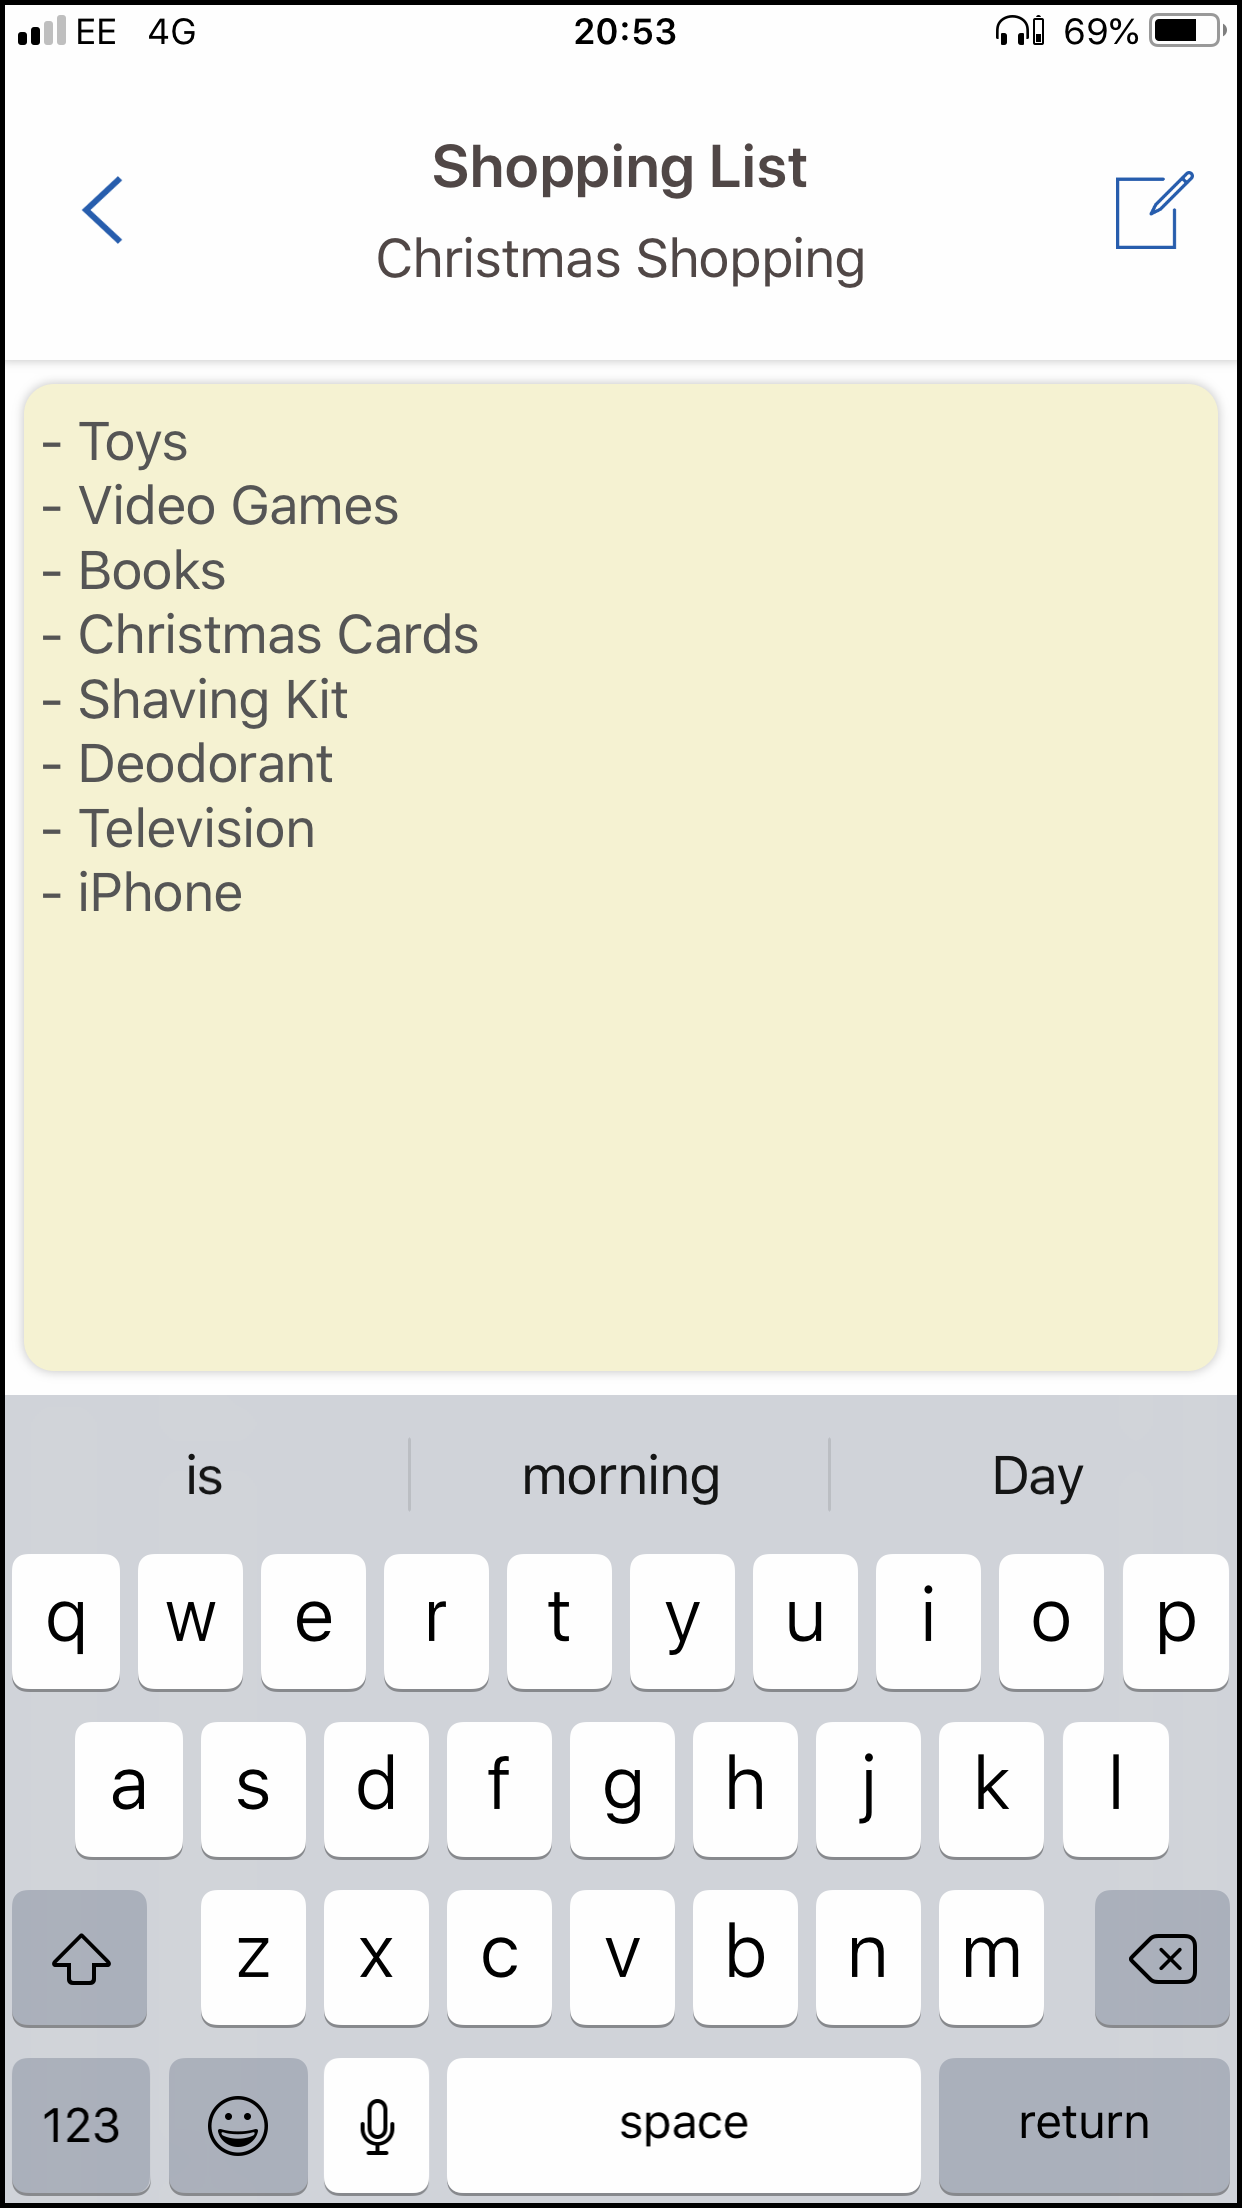 EE 4G 20:53 69%
Shopping List
Christmas Shopping
- Toys
- Video Games
- Books
- Christmas Cards
- Shaving Kit
- Deodorant
- Television
- iPhone
is morning Day
q w e r t y u i o p
a s d f g h j k l
z x c v b n m
123 space return